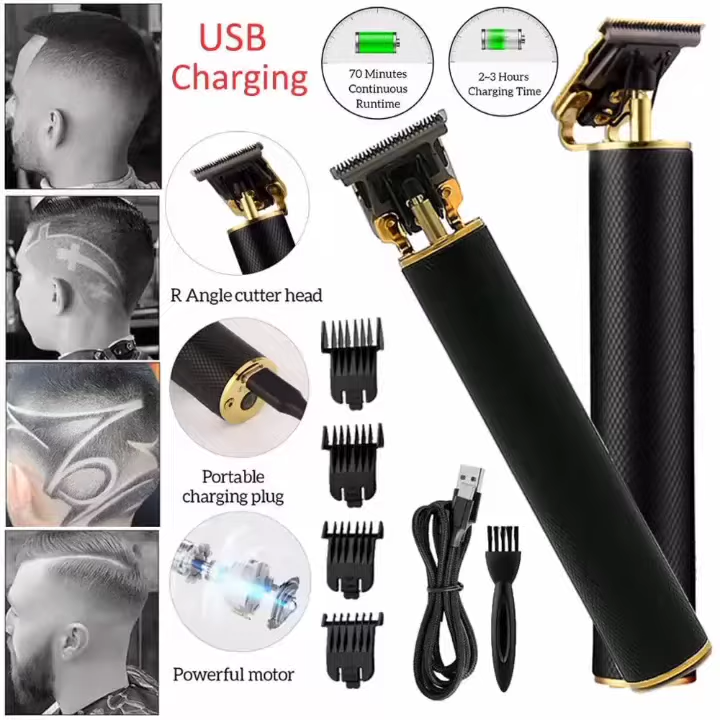 USB
Charging
70 Minutes
Continuous
Runtime
2~3 Hours
Charging Time
R Angle cutter head
Portable
charging plug
Powerful motor